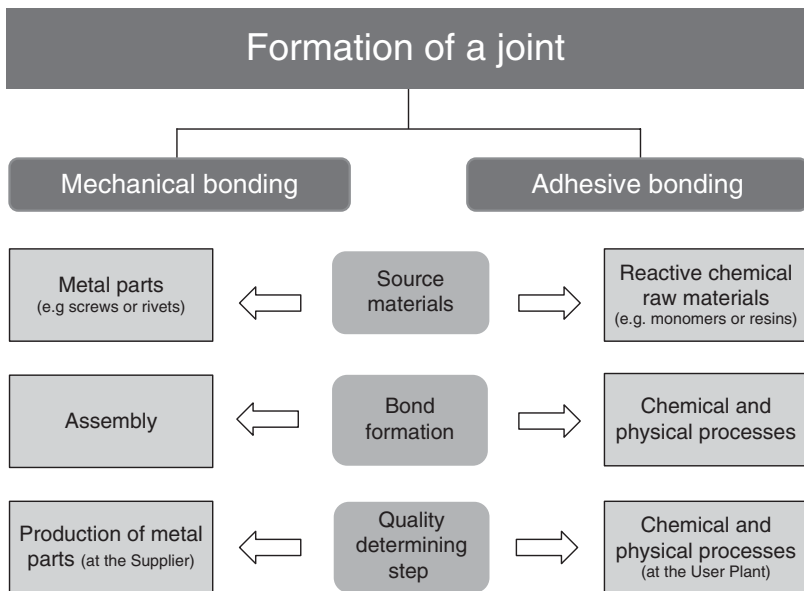 Formation of a joint
Mechanical bonding
Adhesive bonding
Metal parts
(e.g screws or rivets)
Source
materials
Reactive chemical
raw materials
(e.g. monomers or resins)
Assembly
Bond
formation
Chemical and
physical processes
Production of metal
parts (at the Supplier)
Quality
determining
step
Chemical and
physical processes
(at the User Plant)